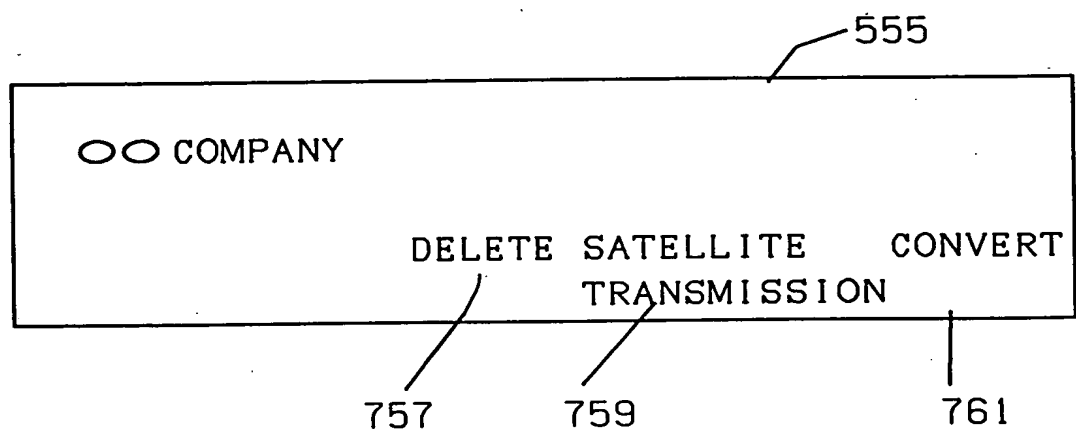 555
○○ COMPANY
DELETE SATELLITE CONVERT
TRANSMISSION
757 759 761